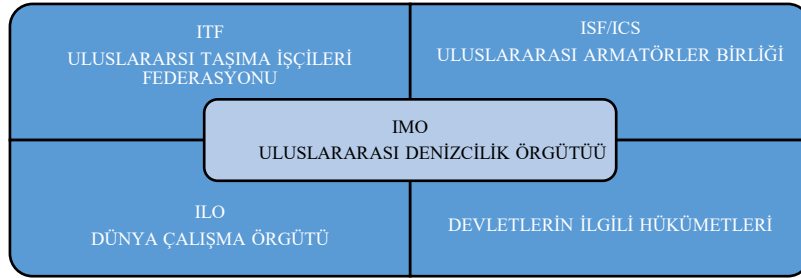 ITF
ULUSLARARSI TAŞIMA İŞÇİLERİ
FEDERASYONU
ISF/ICS
ULUSLARARASI ARMATÖRLER BİRLİĞİ
IMO
ULUSLARARASI DENİZCİLİK ÖRGÜTÜÜ
ILO
DÜNYA ÇALIŞMA ÖRGÜTÜ
DEVLETLERİN İLGİLİ HÜKÜMETLERİ